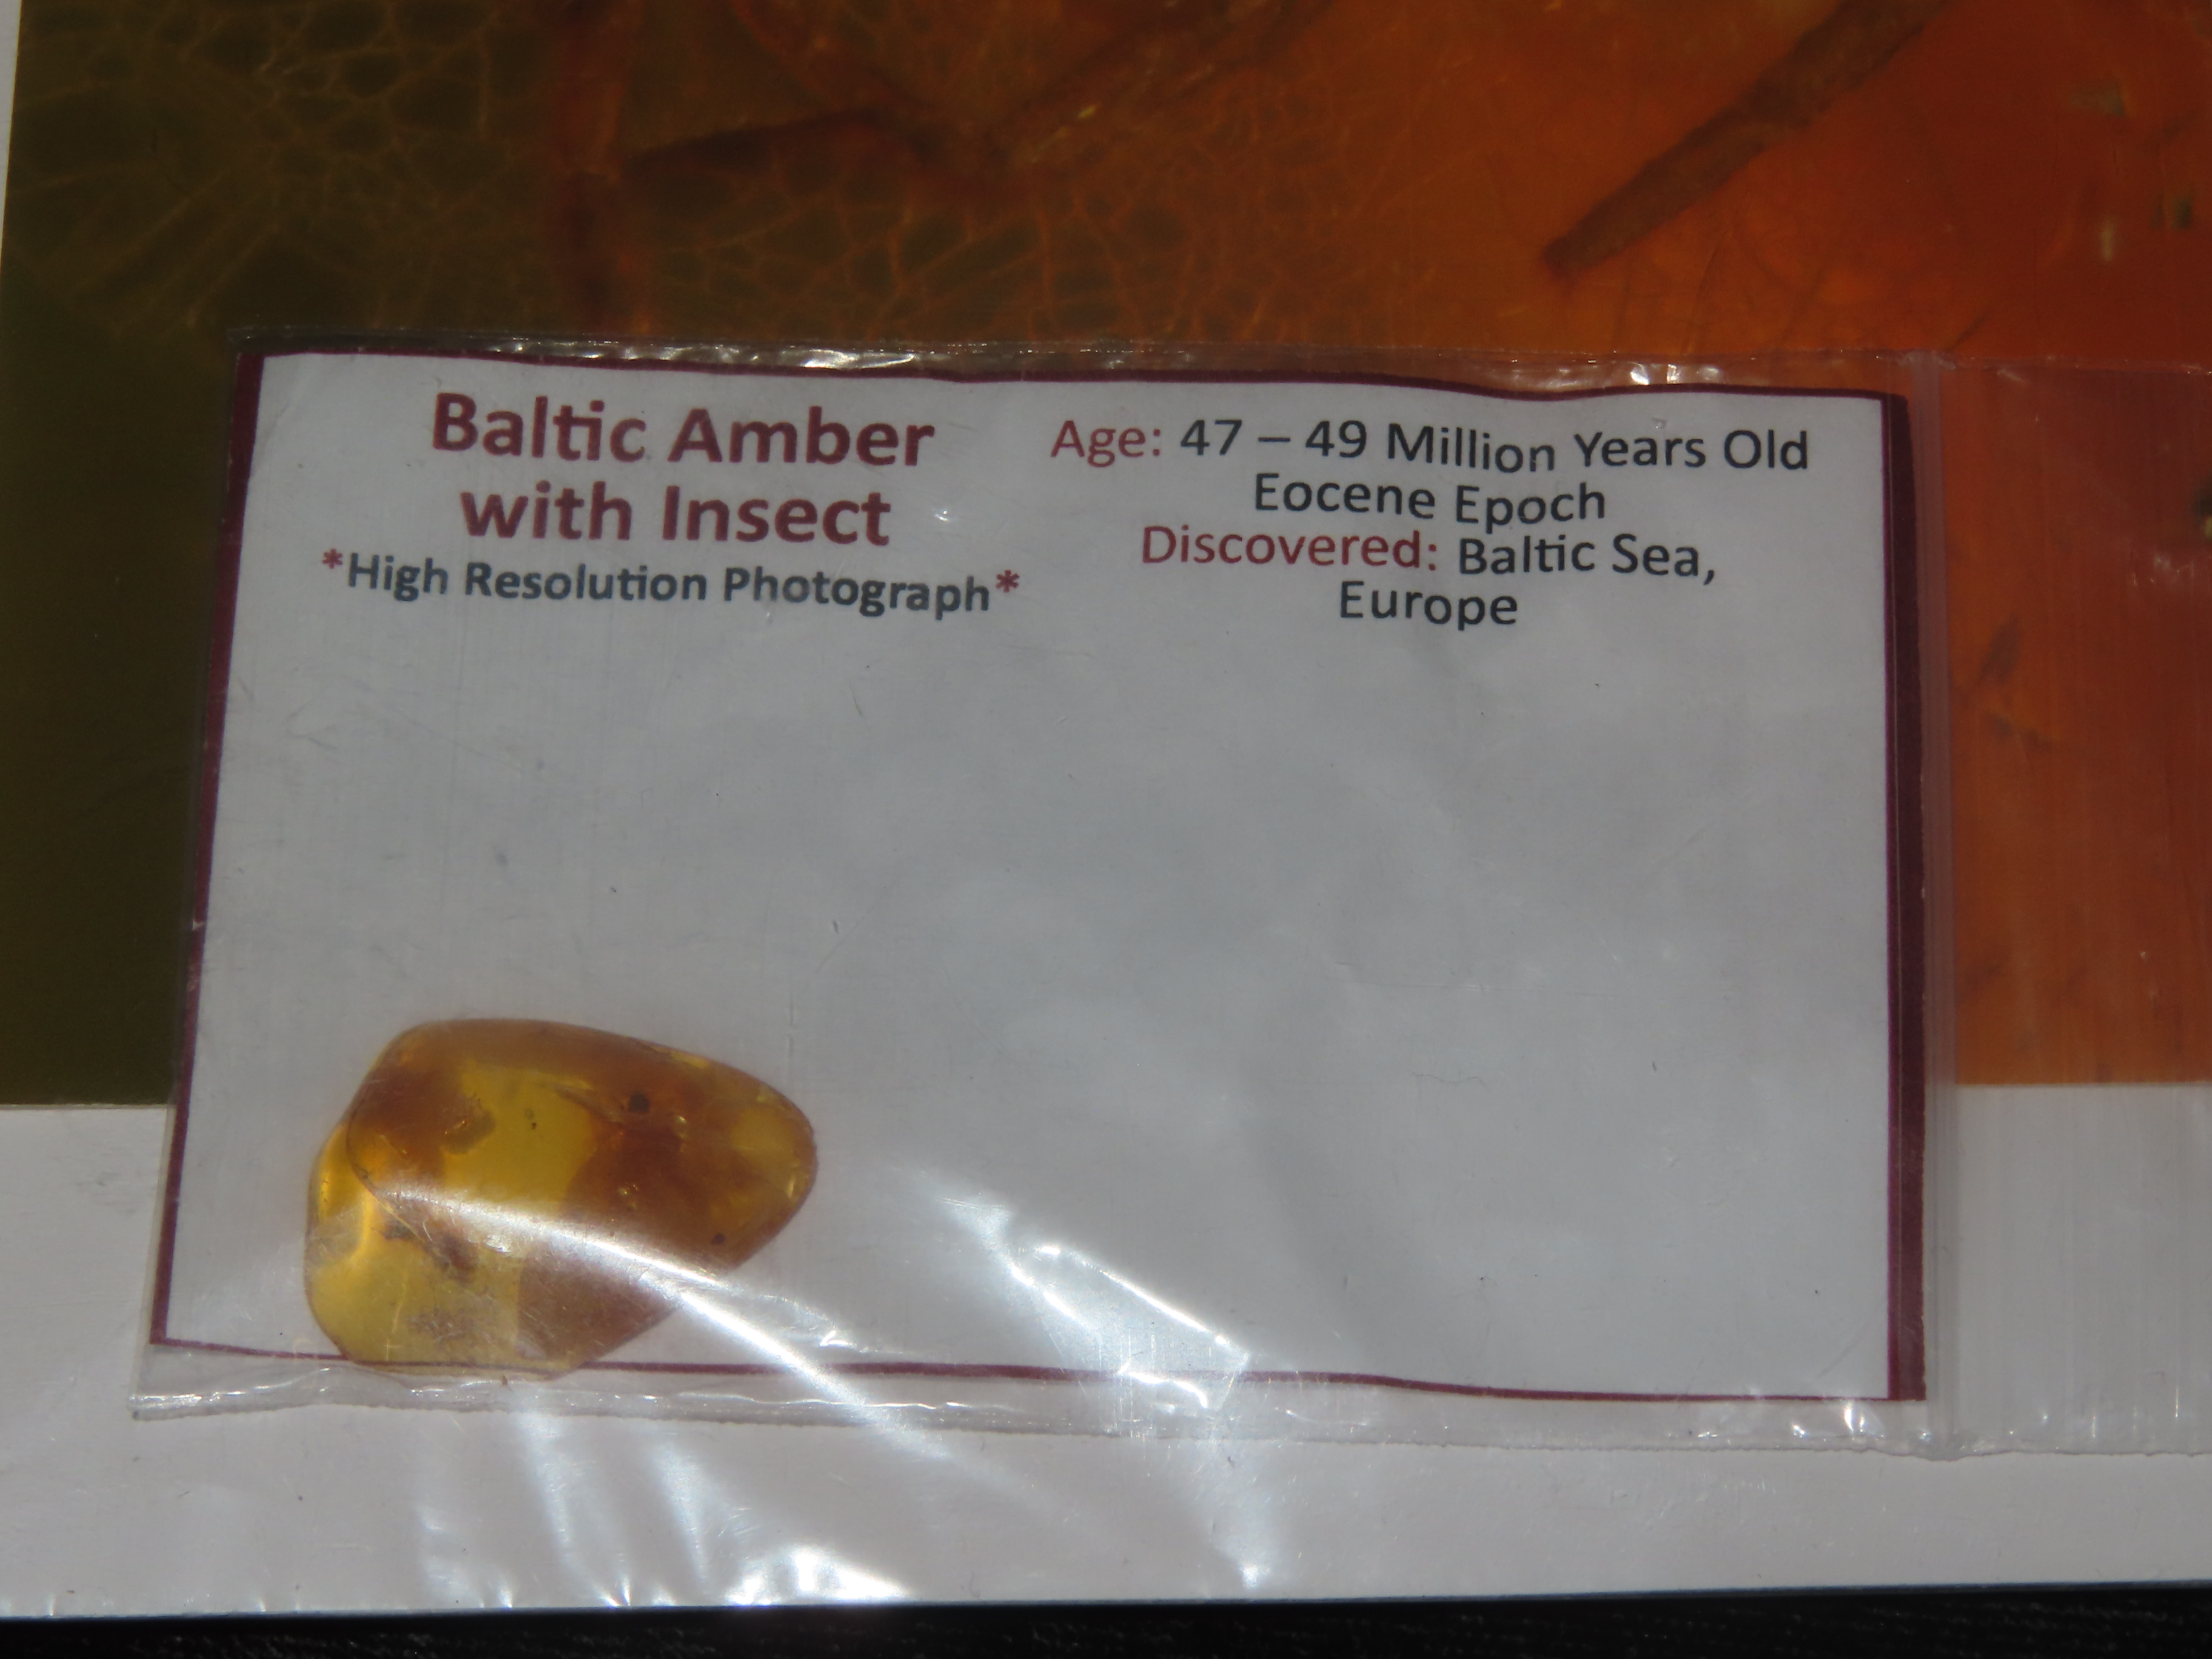 Baltic Amber
with Insect
*High Resolution Photograph*
Age: 47 – 49 Million Years Old
Eocene Epoch
Discovered: Baltic Sea,
Europe